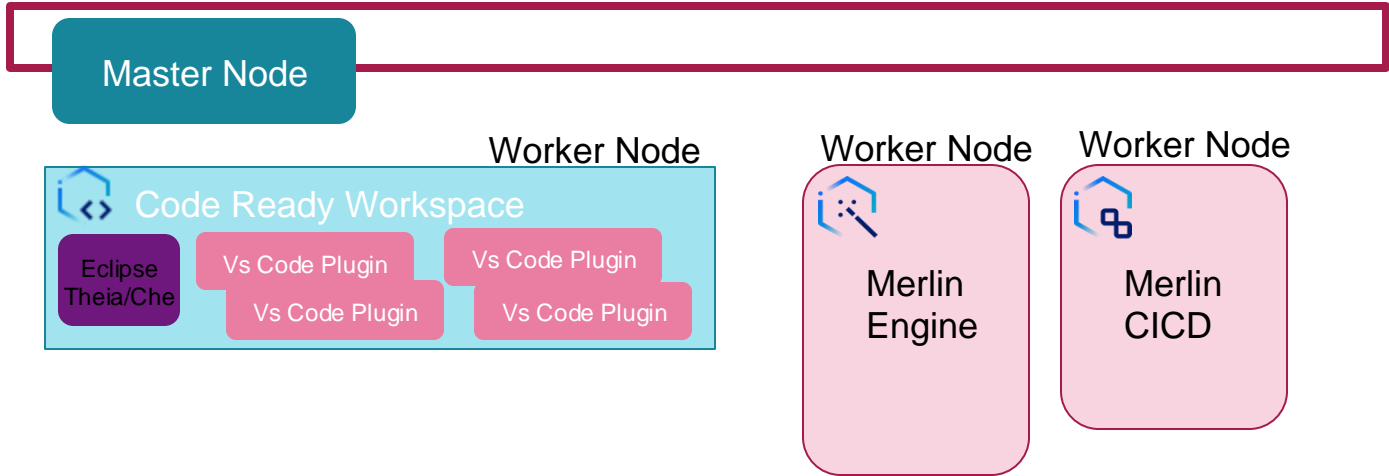 Master Node
Worker Node
Code Ready Workspace
Eclipse
Theia/Che
Vs Code Plugin
Vs Code Plugin
Vs Code Plugin
Vs Code Plugin
Worker Node
Merlin
Engine
Worker Node
Merlin
CICD